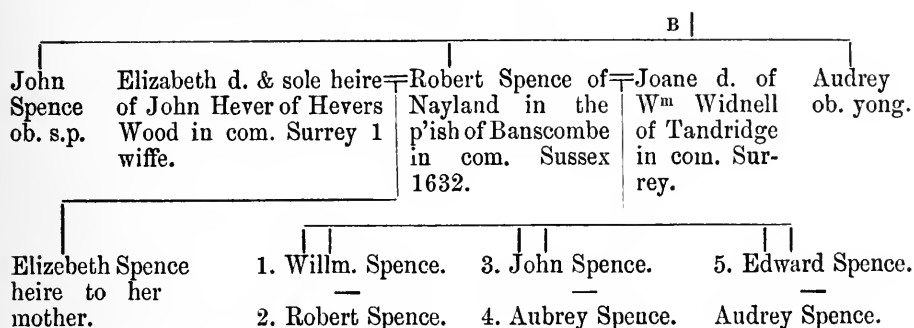 B
John
Spence
ob. s.p.
Elizabeth d. & sole heire
of John Hever of Hevers
Wood in com. Surrey 1
wiffe.
Robert Spence of
Nayland in the
p'ish of Banscombe
in com. Sussex
1632.
Joane d. of
Wᵐ Widnell
of Tandridge
in com. Sur-
rey.
Audrey
ob. yong.
Elizebeth Spence
heire to her
mother.
1. Willm. Spence.
2. Robert Spence.
3. John Spence.
4. Aubrey Spence.
5. Edward Spence.
Audrey Spence.